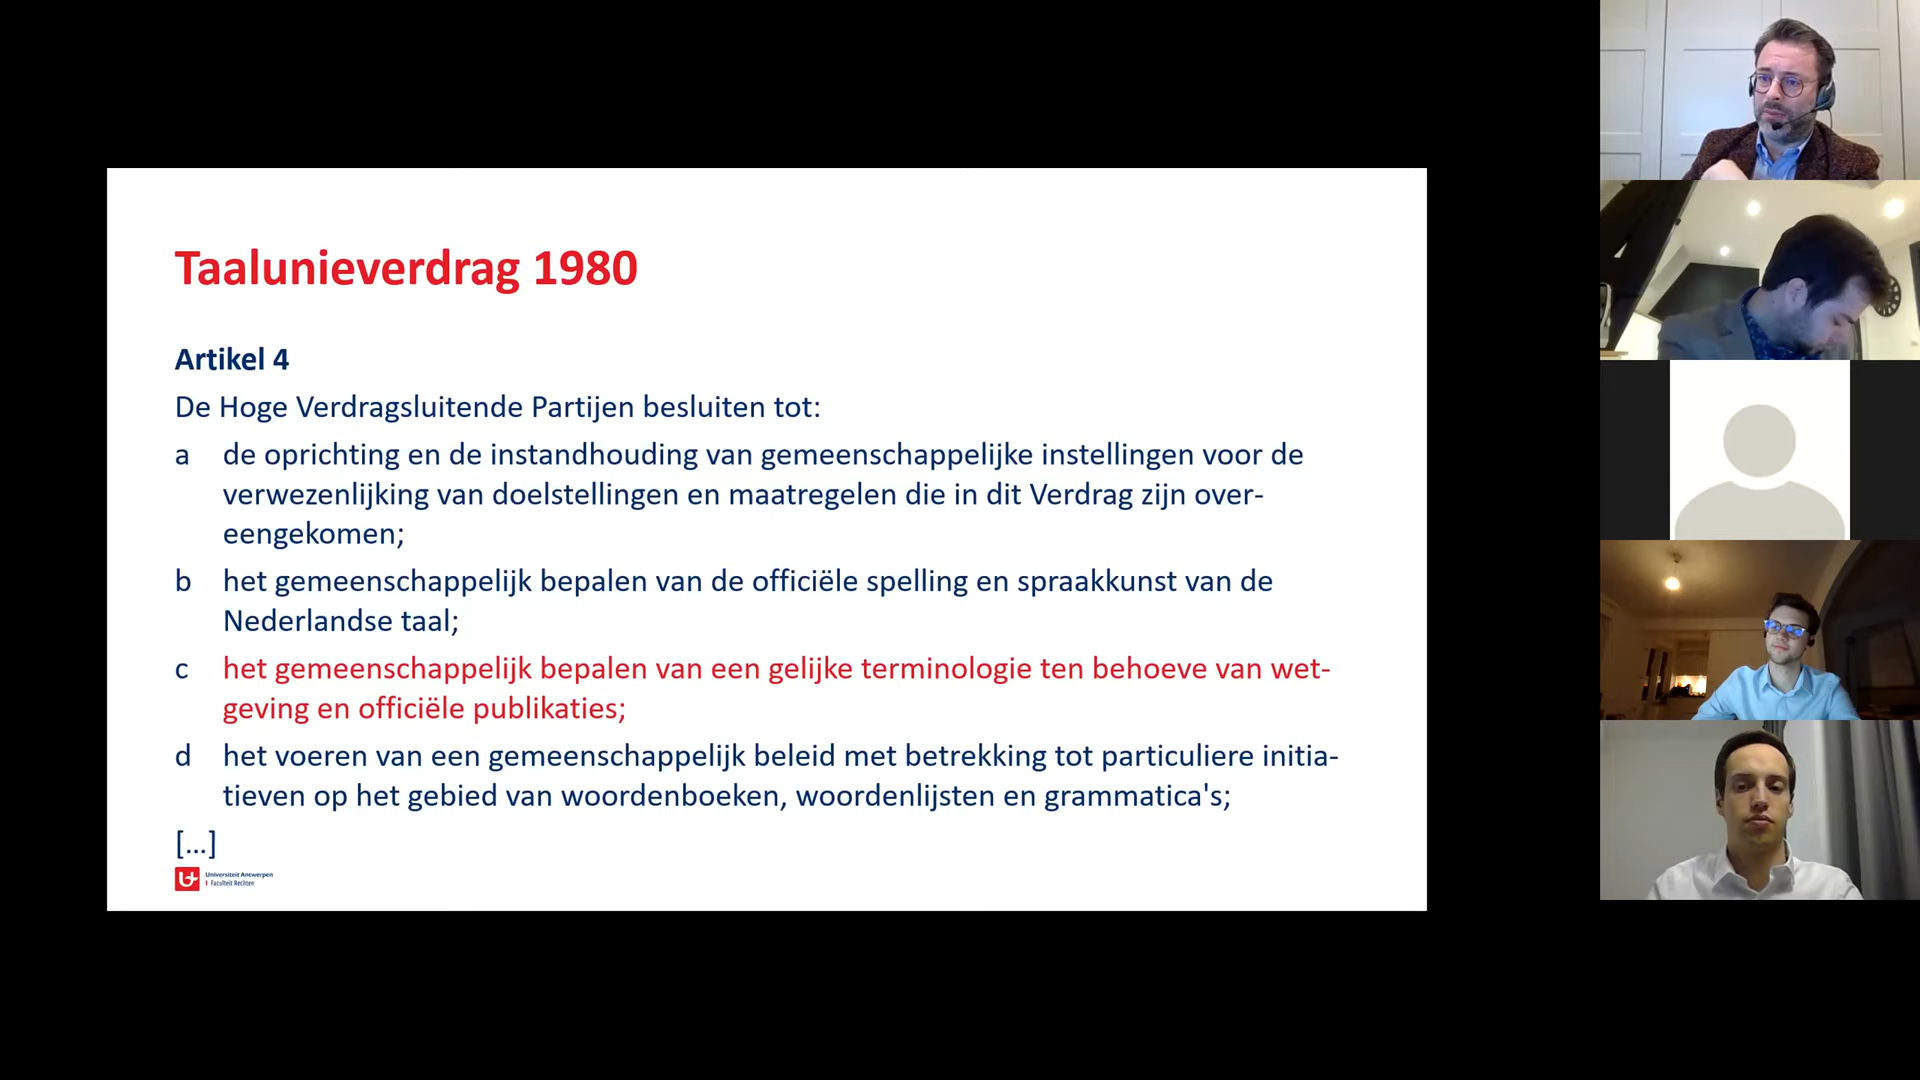 Taalunieverdrag 1980
Artikel 4
De Hoge Verdragsluitende Partijen besluiten tot:
a de oprichting en de instandhouding van gemeenschappelijke instellingen voor de
verwezenlijking van doelstellingen en maatregelen die in dit Verdrag zijn over-
eengekomen;
b het gemeenschappelijk bepalen van de officiële spelling en spraakkunst van de
Nederlandse taal;
c het gemeenschappelijk bepalen van een gelijke terminologie ten behoeve van wet-
geving en officiële publikaties;
d het voeren van een gemeenschappelijk beleid met betrekking tot particuliere initia-
tieven op het gebied van woordenboeken, woordenlijsten en grammatica's;
[...]
Universiteit Antwerpen
I Faculteit Rechten